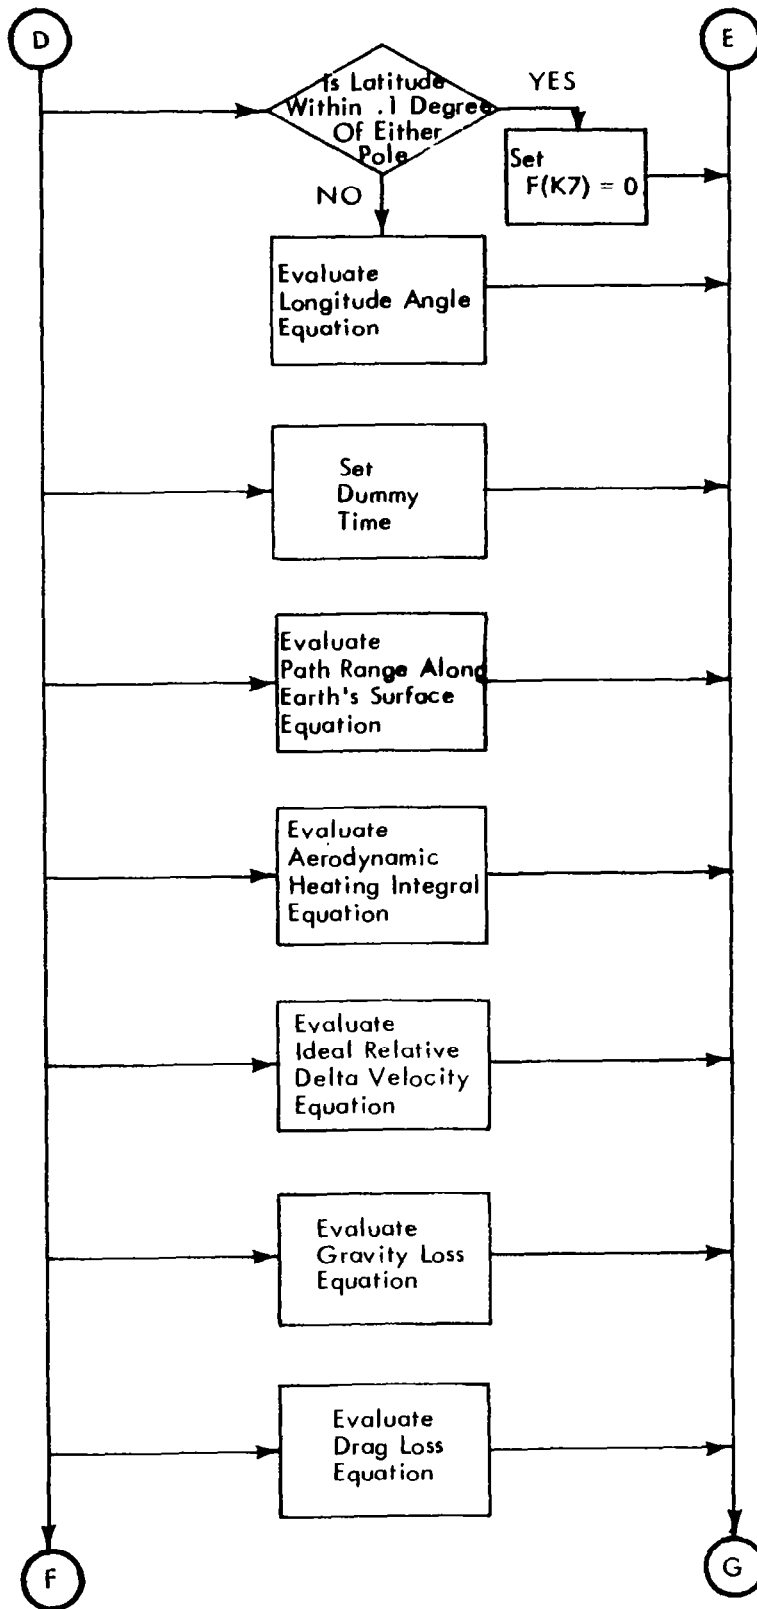 D
E
Is Latitude
Within .1 Degree
Of Either
Pole
YES
NO
Set
F(K7) = 0
Evaluate
Longitude Angle
Equation
Set
Dummy
Time
Evaluate
Path Range Along
Earth's Surface
Equation
Evaluate
Aerodynamic
Heating Integral
Equation
Evaluate
Ideal Relative
Delta Velocity
Equation
Evaluate
Gravity Loss
Equation
Evaluate
Drag Loss
Equation
F
G